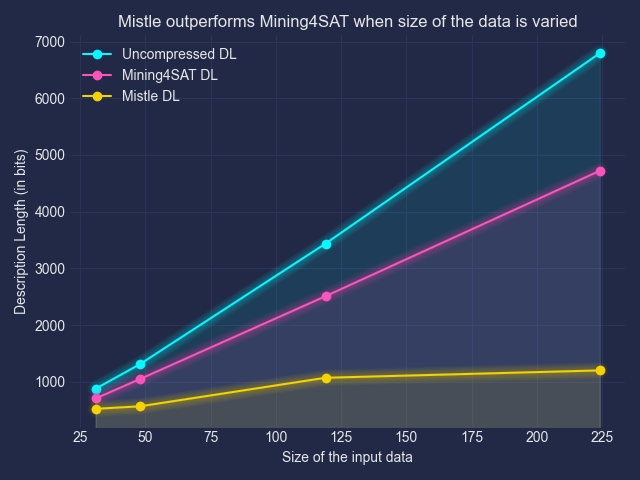 Mistle outperforms Mining4SAT when size of the data is varied
7000
6000
5000
4000
3000
2000
1000
Description Length (in bits)
Uncompressed DL
Mining4SAT DL
Mistle DL
25 50 75 100 125 150 175 200 225
Size of the input data